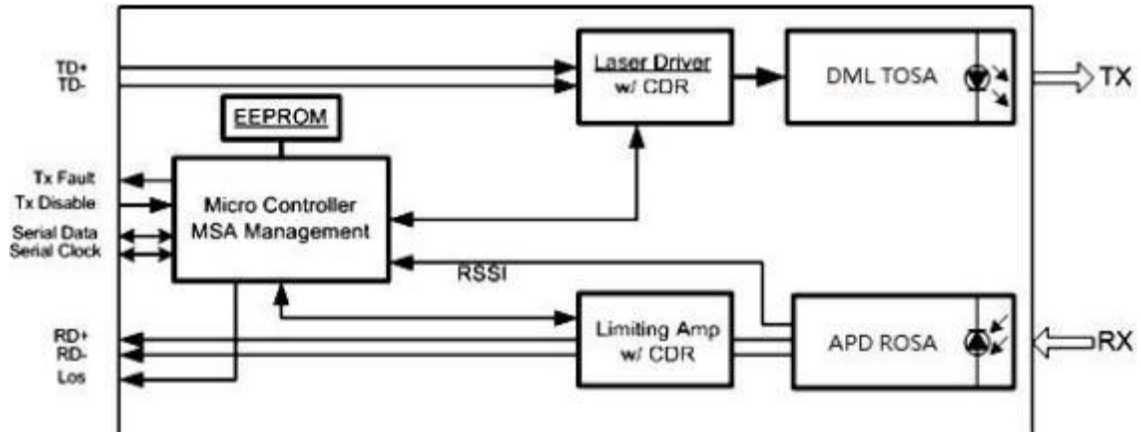 TD+
TD-
Laser Driver
w/ CDR
DML TOSA
TX
EEPROM
Tx Fault
Tx Disable
Serial Data
Serial Clock
Micro Controller
MSA Management
RSSI
RD+
RD-
Los
Limiting Amp
w/ CDR
APD ROSA
RX